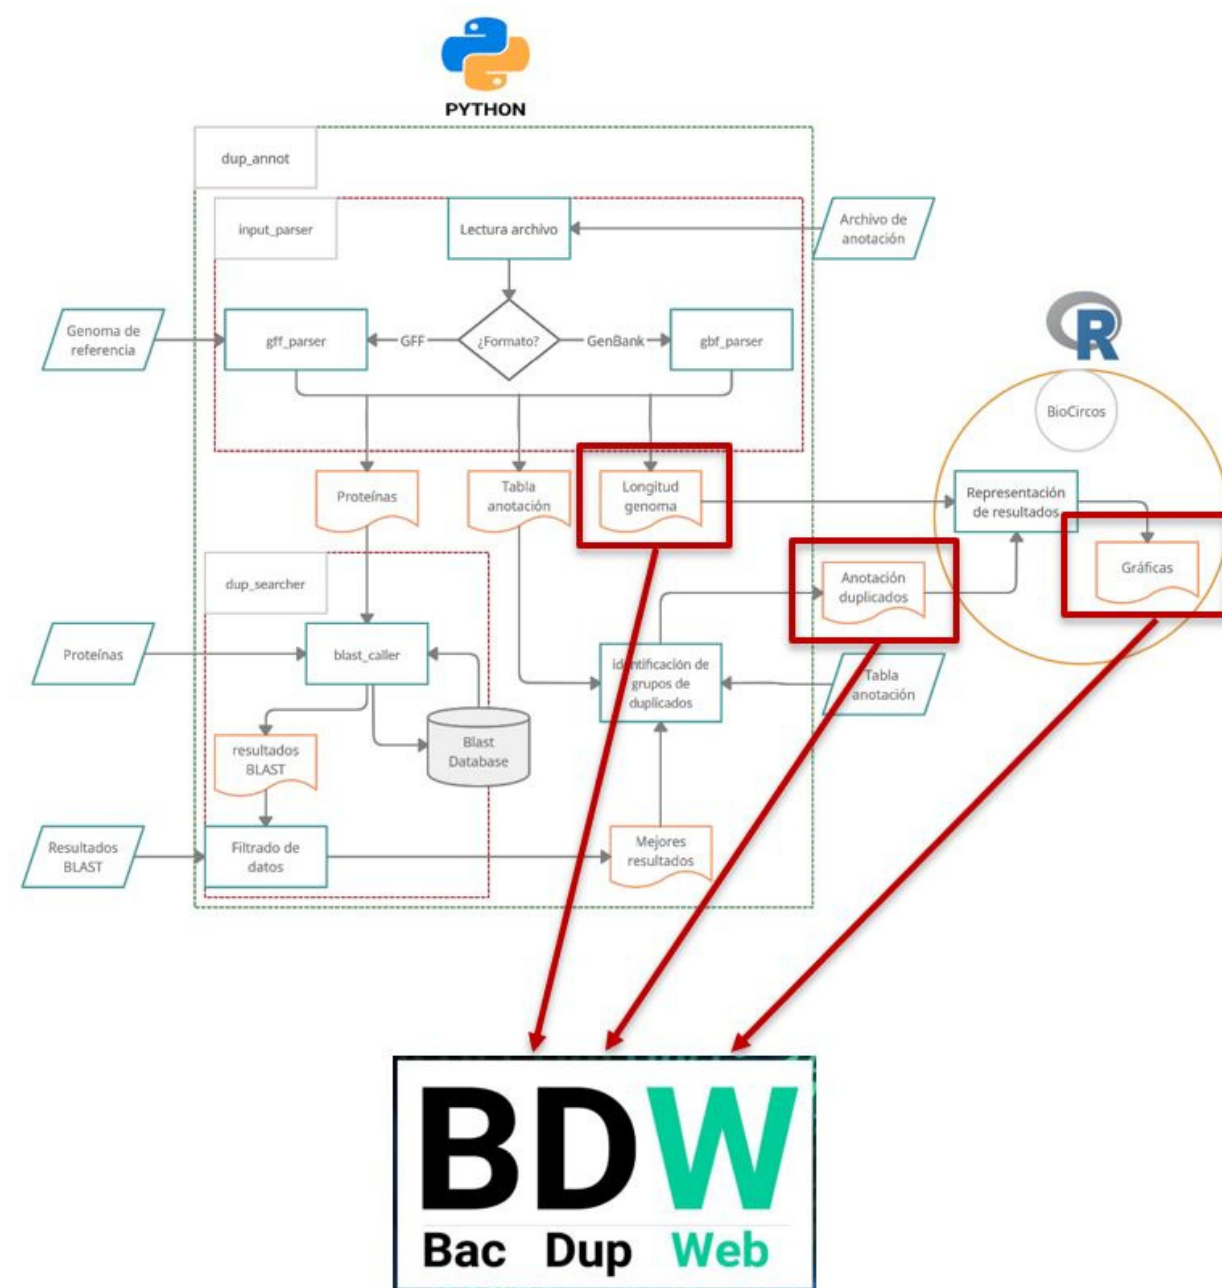 PYTHON
dup_annot
input_parser
Lectura archivo
Archivo de
anotación
Genoma de
referencia
gff_parser
GFF
¿Formato?
GenBank
gbf_parser
R
BioCircos
Proteínas
Tabla
anotación
Longitud
genoma
Representación
de resultados
Anotación
duplicados
Gráficas
dup_searcher
Proteínas
blast_caller
identificación de
grupos de
duplicados
Tabla
anotación
resultados
BLAST
Blast
Database
Resultados
BLAST
Filtrado de
datos
Mejores
resultados
BDW
Bac Dup Web